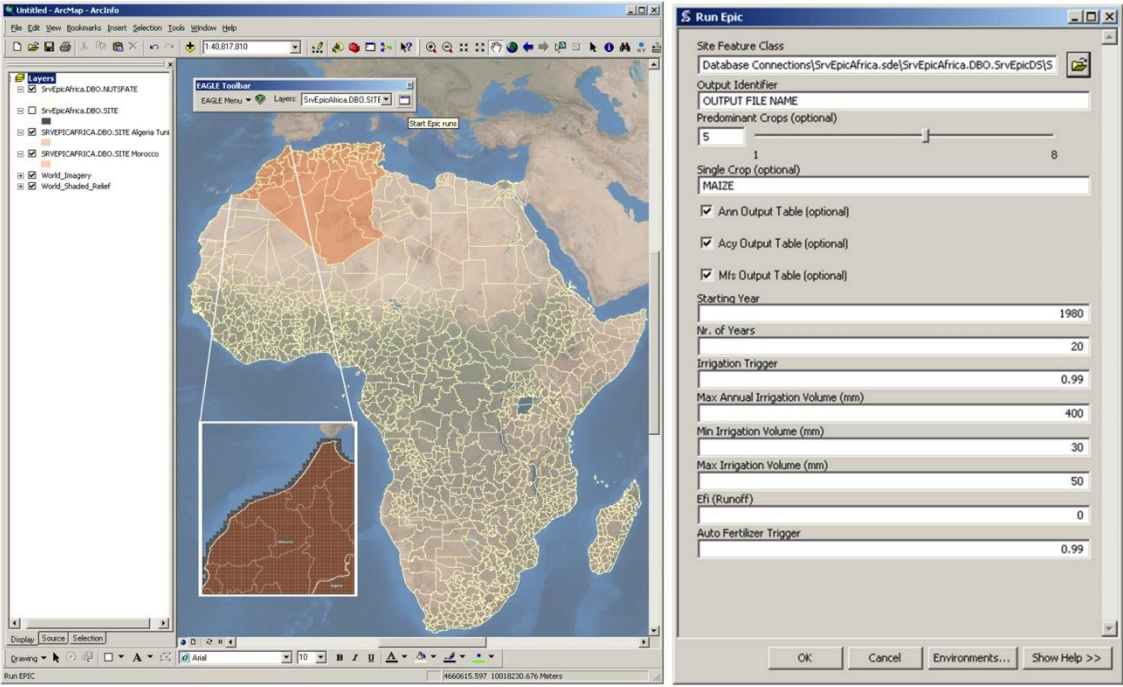 Untitled - ArcMap - ArcInfo
File Edit View Bookmarks Insert Selection Tools Window Help
1:40,817,810
Layers
SrvEpicAfrica.DBO.NUTSFATE
SrvEpicAfrica.DBO.SITE
SRVEPICAFRICA.DBO.SITE Algeria Tuni
SRVEPICAFRICA.DBO.SITE Morocco
World_Imagery
World_Shaded_Relief
EAGLE Toolbar
EAGLE Menu Layers: SrvEpicAfrica.DBO.SITE
Start Epic runs
Morocco
Algeria
Display Source Selection
Drawing A Arial 10 B I U A
Run EPIC
4660615.597 10018230.676 Meters
Run Epic
Site Feature Class
Database Connections\SrvEpicAfrica.sde\SrvEpicAfrica.DBO.SrvEpicDS\S
Output Identifier
OUTPUT FILE NAME
Predominant Crops (optional)
5
1 8
Single Crop (optional)
MAIZE
Ann Output Table (optional)
Acy Output Table (optional)
Mfs Output Table (optional)
Starting Year
1980
Nr. of Years
20
Irrigation Trigger
0.99
Max Annual Irrigation Volume (mm)
400
Min Irrigation Volume (mm)
30
Max Irrigation Volume (mm)
50
Efi (Runoff)
0
Auto Fertilizer Trigger
0.99
OK Cancel Environments... Show Help >>